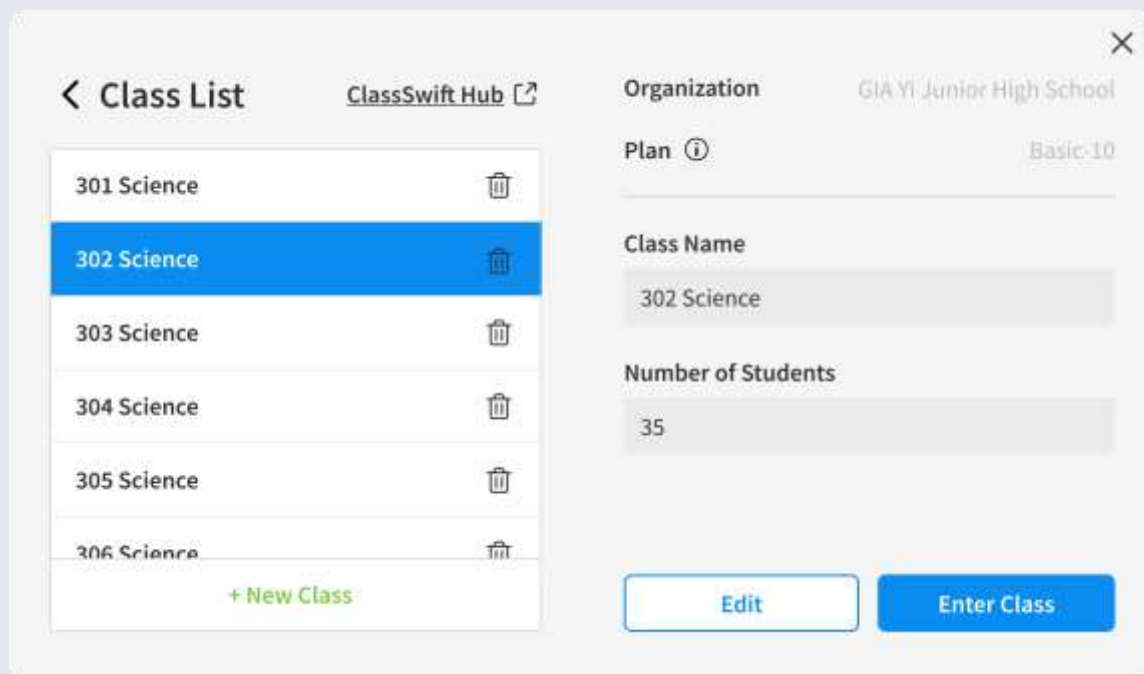 Class List
ClassSwift Hub
301 Science
302 Science
303 Science
304 Science
305 Science
306 Science
+ New Class
Organization
GIA Yi Junior High School
Plan
Basic-10
Class Name
302 Science
Number of Students
35
Edit
Enter Class